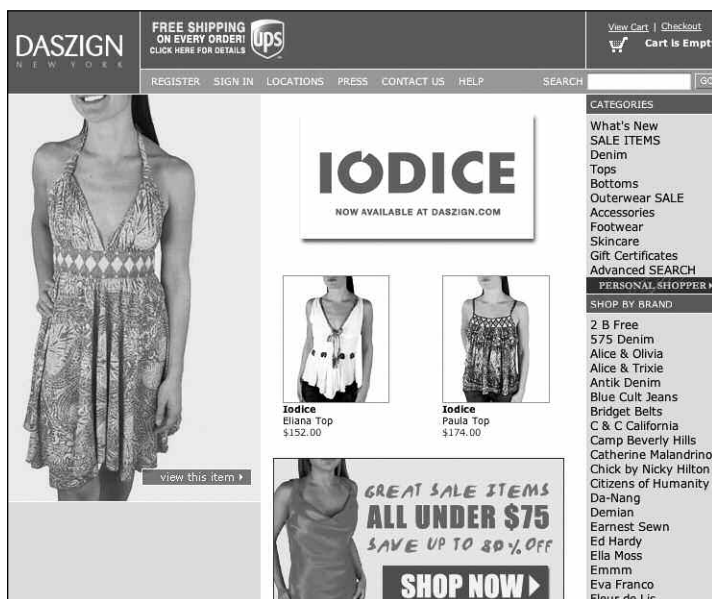 DASZIGN
NEW YORK
FREE SHIPPING
ON EVERY ORDER!
CLICK HERE FOR DETAILS
ups
View Cart | Checkout
Cart is Empt
REGISTER SIGN IN LOCATIONS PRESS CONTACT US HELP SEARCH GO
view this item
IODICE
NOW AVAILABLE AT DASZIGN.COM
Iodice
Eliana Top
$152.00
Iodice
Paula Top
$174.00
GREAT SALE ITEMS
ALL UNDER $75
SAVE UP TO 80% OFF
SHOP NOW
CATEGORIES
What's New
SALE ITEMS
Denim
Tops
Bottoms
Outerwear SALE
Accessories
Footwear
Skincare
Gift Certificates
Advanced SEARCH
PERSONAL SHOPPER
SHOP BY BRAND
2 B Free
575 Denim
Alice & Olivia
Alice & Trixie
Antik Denim
Blue Cult Jeans
Bridget Belts
C & C California
Camp Beverly Hills
Catherine Malandrino
Chick by Nicky Hilton
Citizens of Humanity
Da-Nang
Demian
Earnest Sewn
Ed Hardy
Ella Moss
Emmm
Eva Franco
Fleur de Lis